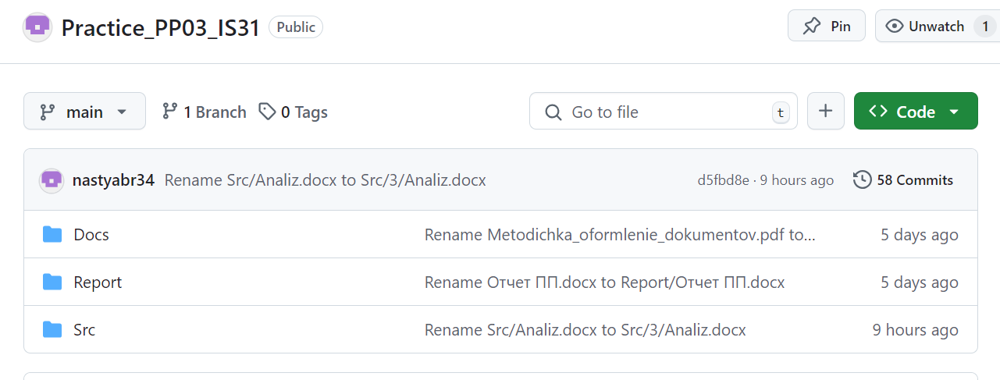 Practice_PP03_IS31 Public Pin Unwatch 1
main 1 Branch 0 Tags Go to file t Code
nastyabr34 Rename Src/Analiz.docx to Src/3/Analiz.docx d5fbd8e · 9 hours ago 58 Commits
Docs Rename Metodichka_oformlenie_dokumentov.pdf to... 5 days ago
Report Rename Отчет ПП.docx to Report/Отчет ПП.docx 5 days ago
Src Rename Src/Analiz.docx to Src/3/Analiz.docx 9 hours ago